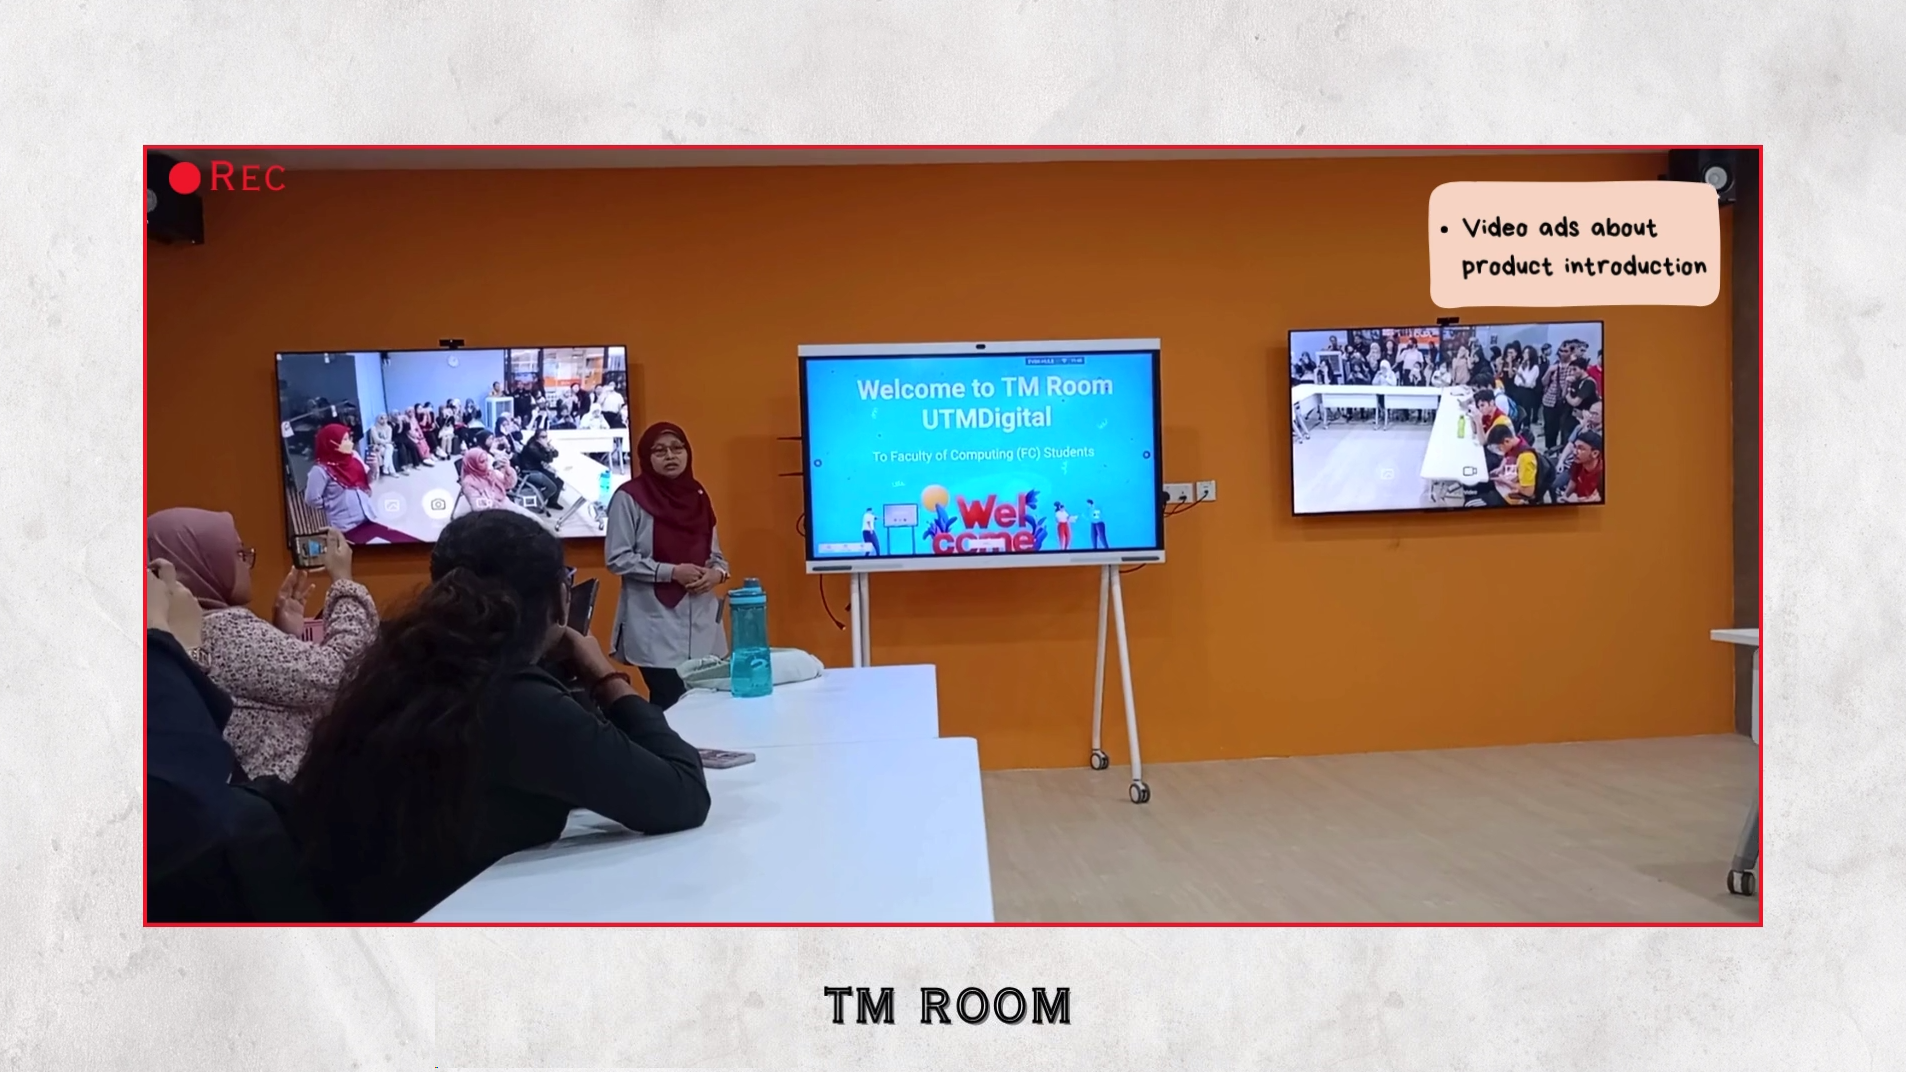 REC
Video ads about
product introduction
Welcome to TM Room
UTMDigital
To Faculty of Computing (FC) Students
Wel
come
TM ROOM